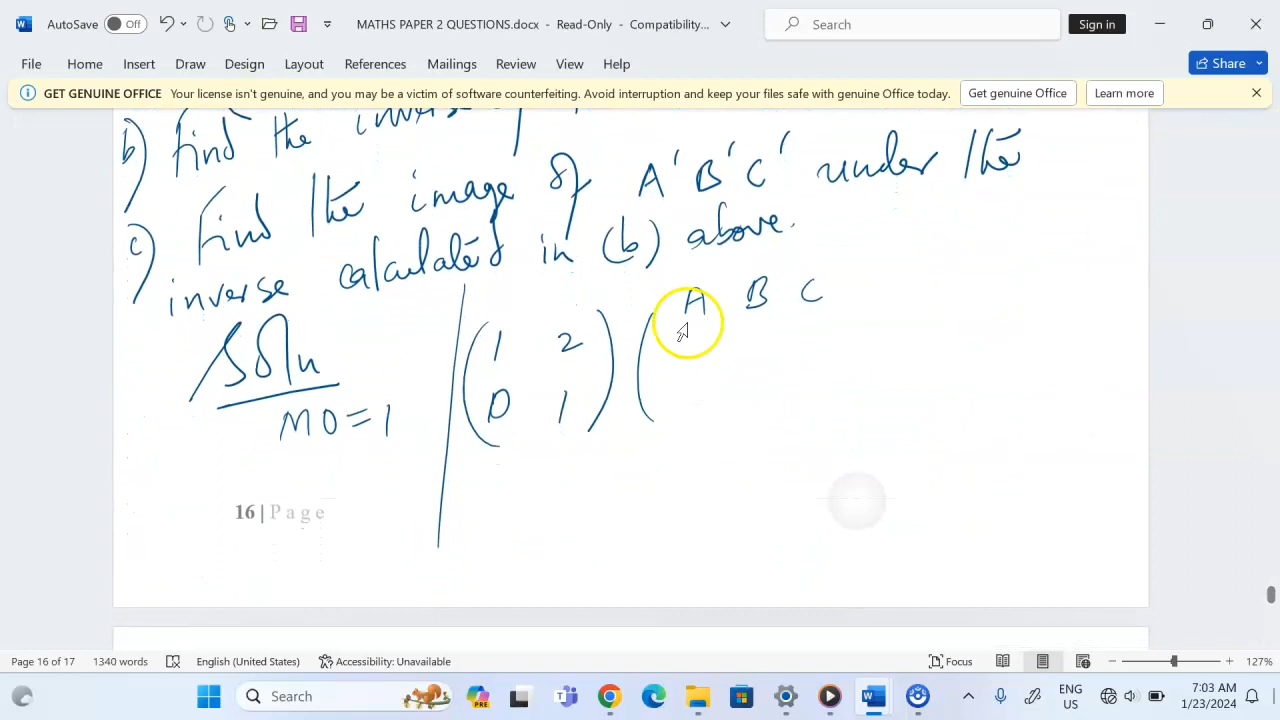 AutoSave Off MATHS PAPER 2 QUESTIONS.docx - Read-Only - Compatibility... Search Sign in
File Home Insert Draw Design Layout References Mailings Review View Help Share
GET GENUINE OFFICE Your license isn't genuine, and you may be a victim of software counterfeiting. Avoid interruption and keep your files safe with genuine Office today. Get genuine Office Learn more
b) find the inverse
c) Find the image of A' B' C' under the
inverse calculated in (b) above.
A B C
Soln
1 2
0 1
MO = 1
16 | Page
Page 16 of 17 1340 words English (United States) Accessibility: Unavailable Focus 127%
Search ENG US 7:03 AM 1/23/2024